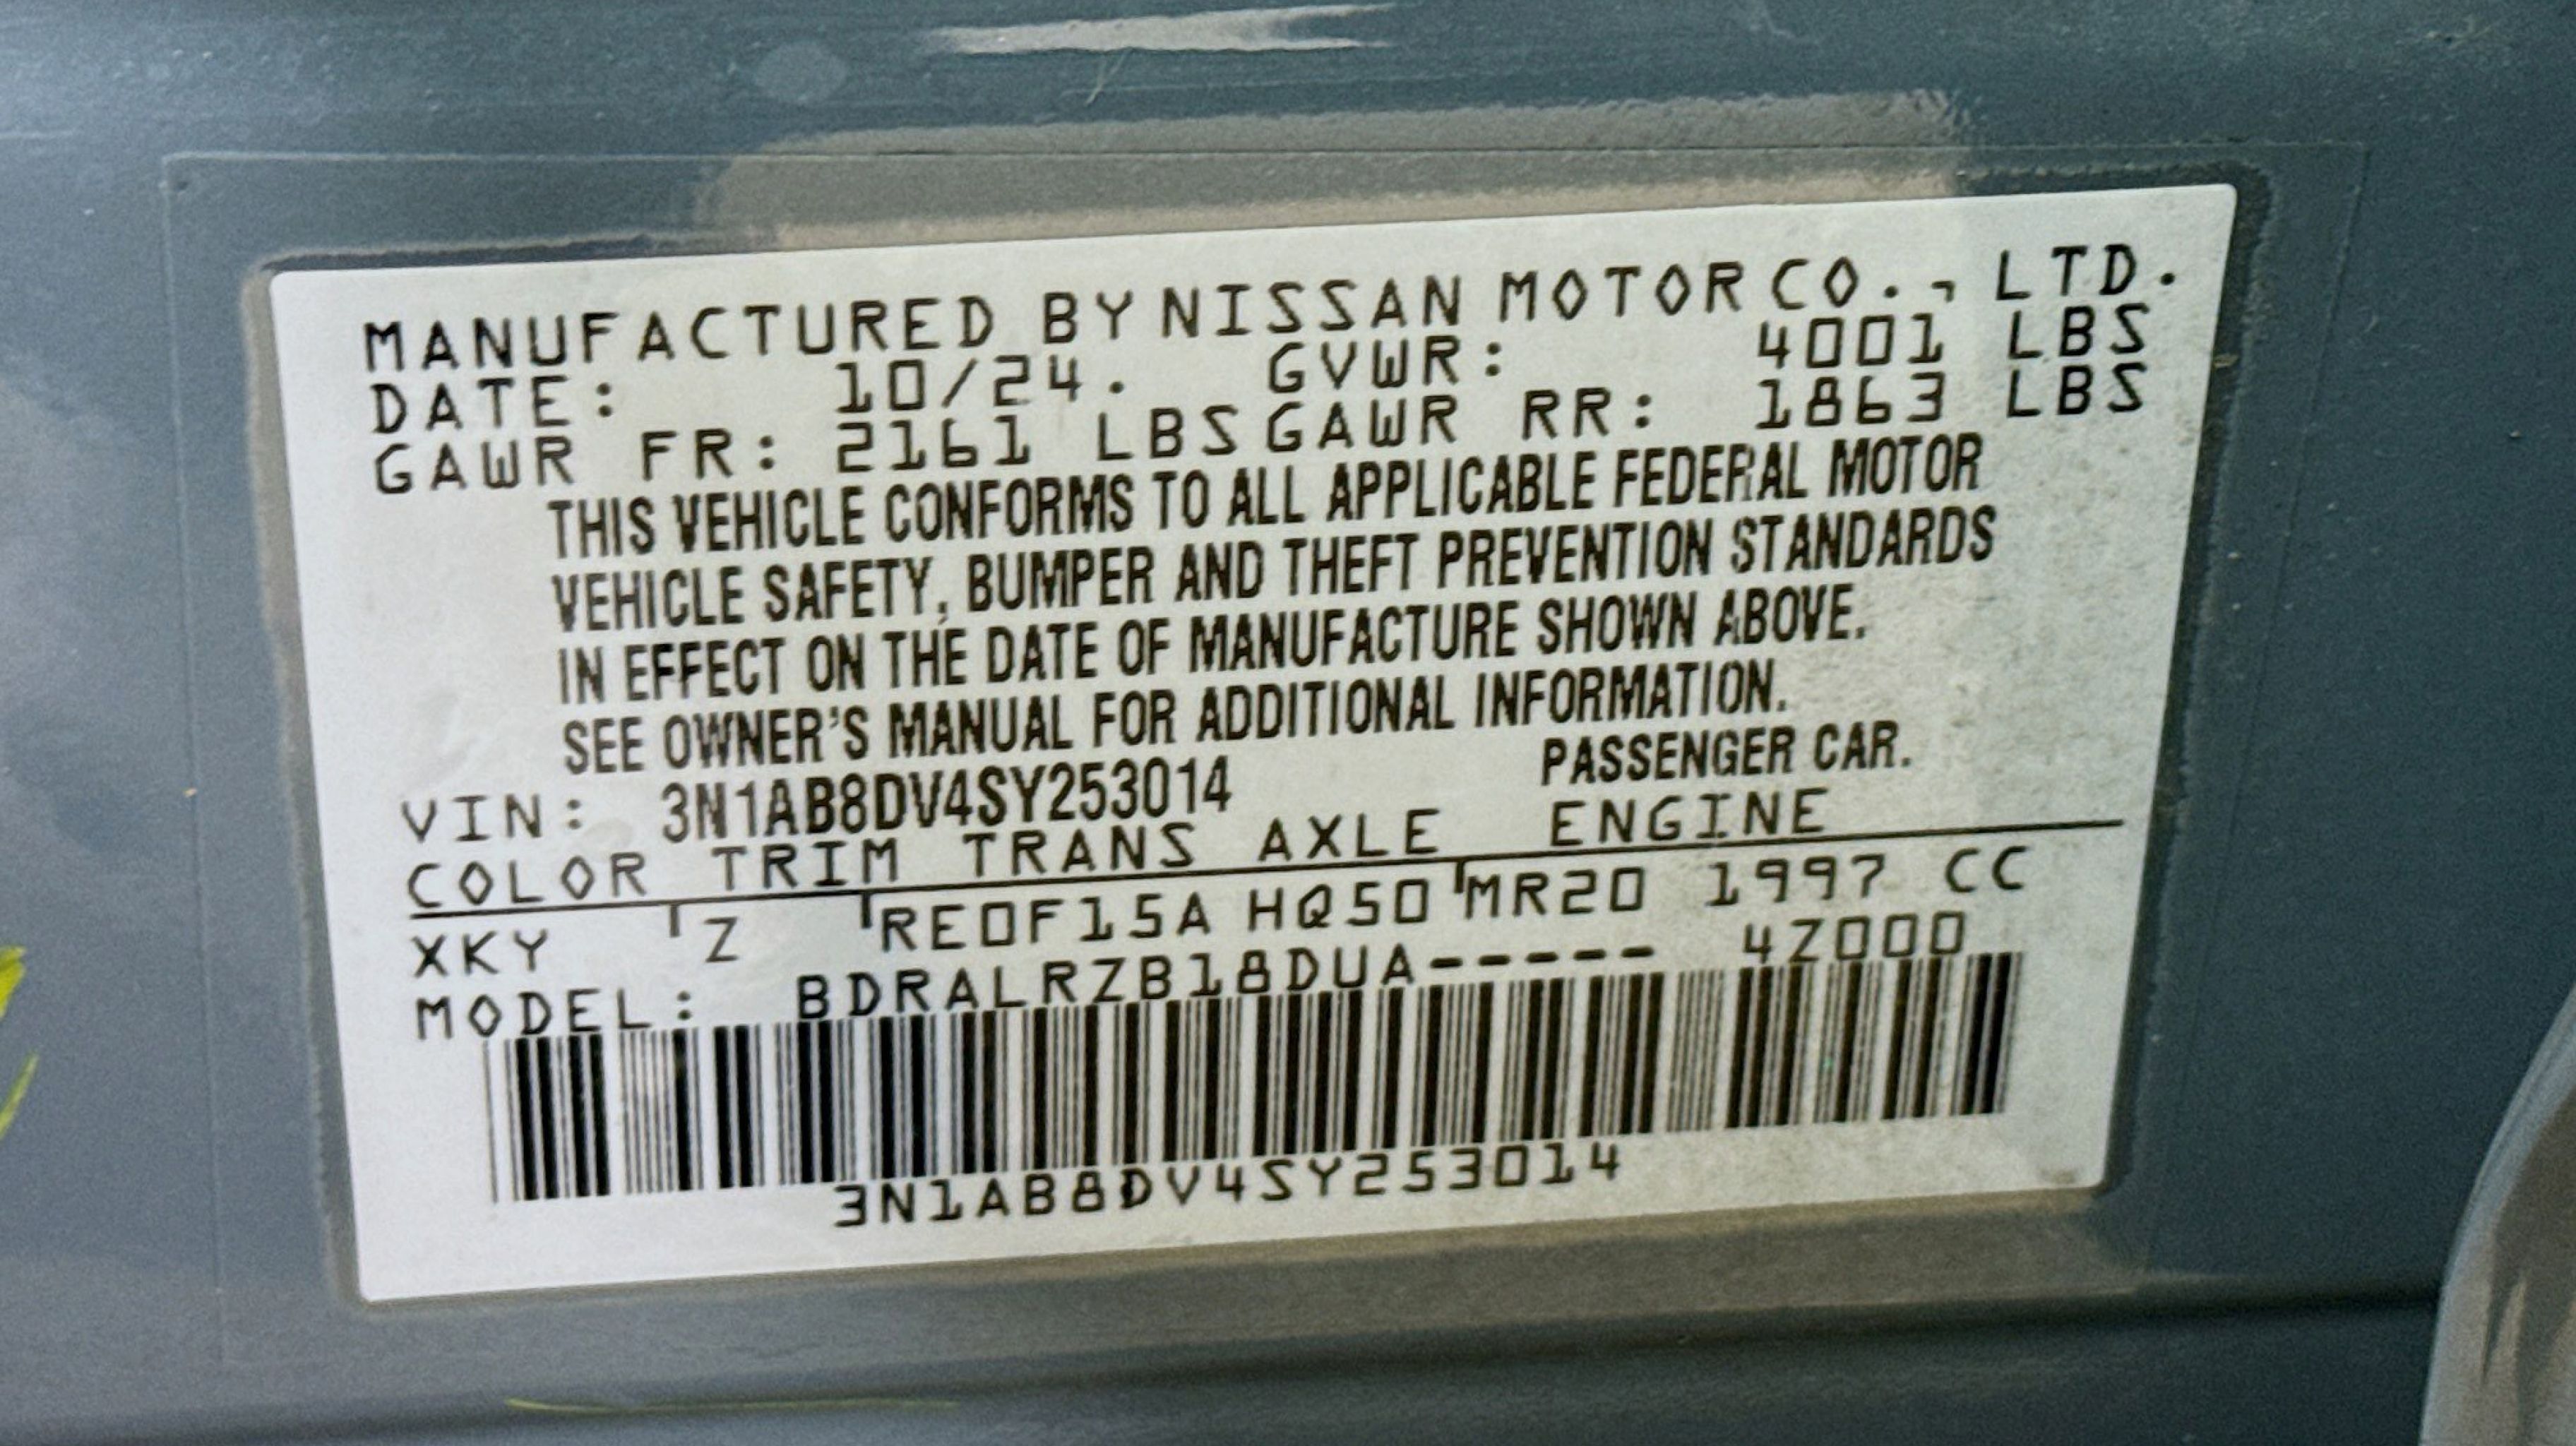 MANUFACTURED BY NISSAN MOTOR CO., LTD.
DATE: 10/24. GVWR: 4001 LBS
GAWR FR: 2161 LBS GAWR RR: 1863 LBS
THIS VEHICLE CONFORMS TO ALL APPLICABLE FEDERAL MOTOR
VEHICLE SAFETY, BUMPER AND THEFT PREVENTION STANDARDS
IN EFFECT ON THE DATE OF MANUFACTURE SHOWN ABOVE.
SEE OWNER'S MANUAL FOR ADDITIONAL INFORMATION.
VIN: 3N1AB8DV4SY253014 PASSENGER CAR.
COLOR TRIM TRANS AXLE ENGINE
XKY Z RE0F15A HQ50 MR20 1997 CC
MODEL: BDRALRZB18DUA----- 4Z000
3N1AB8DV4SY253014